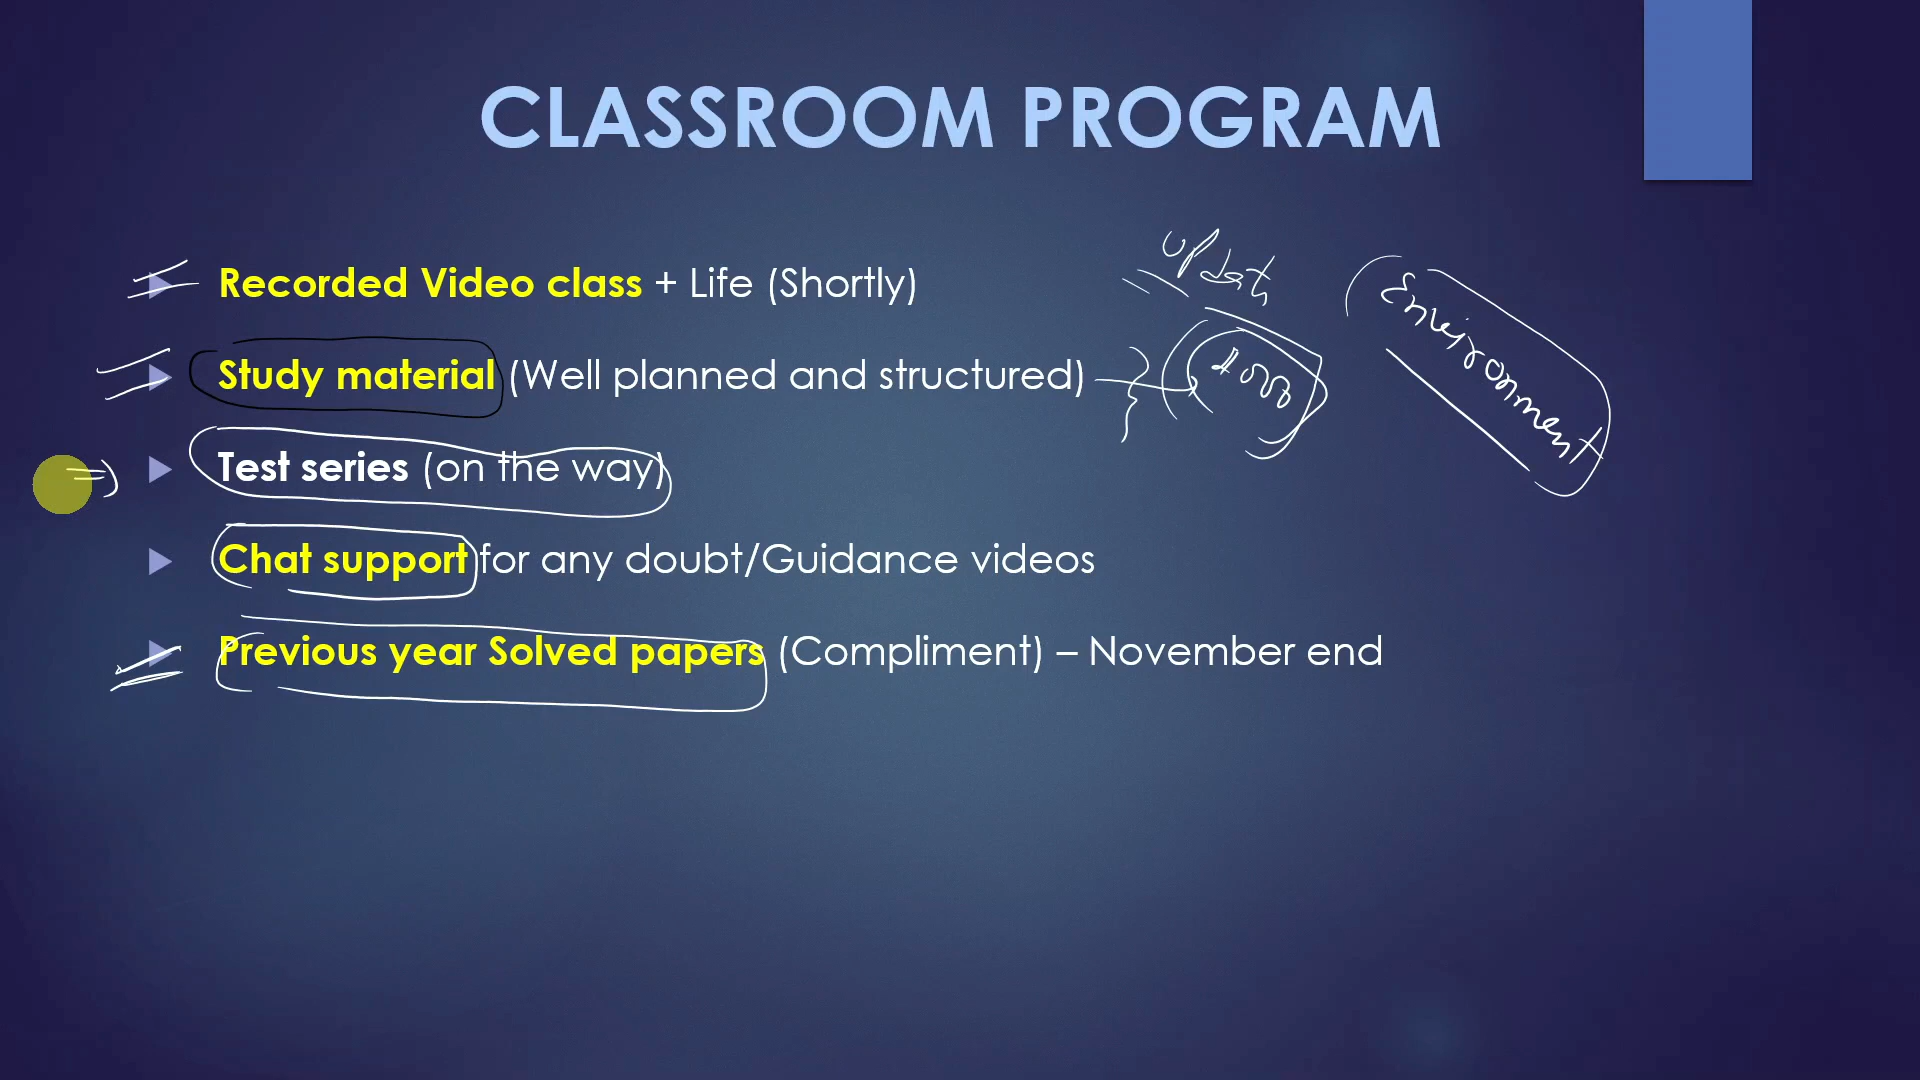 CLASSROOM PROGRAM
Recorded Video class + Life (Shortly)
Study material (Well planned and structured)
Test series (on the way)
Chat support for any doubt/Guidance videos
Previous year Solved papers (Compliment) – November end
Environment